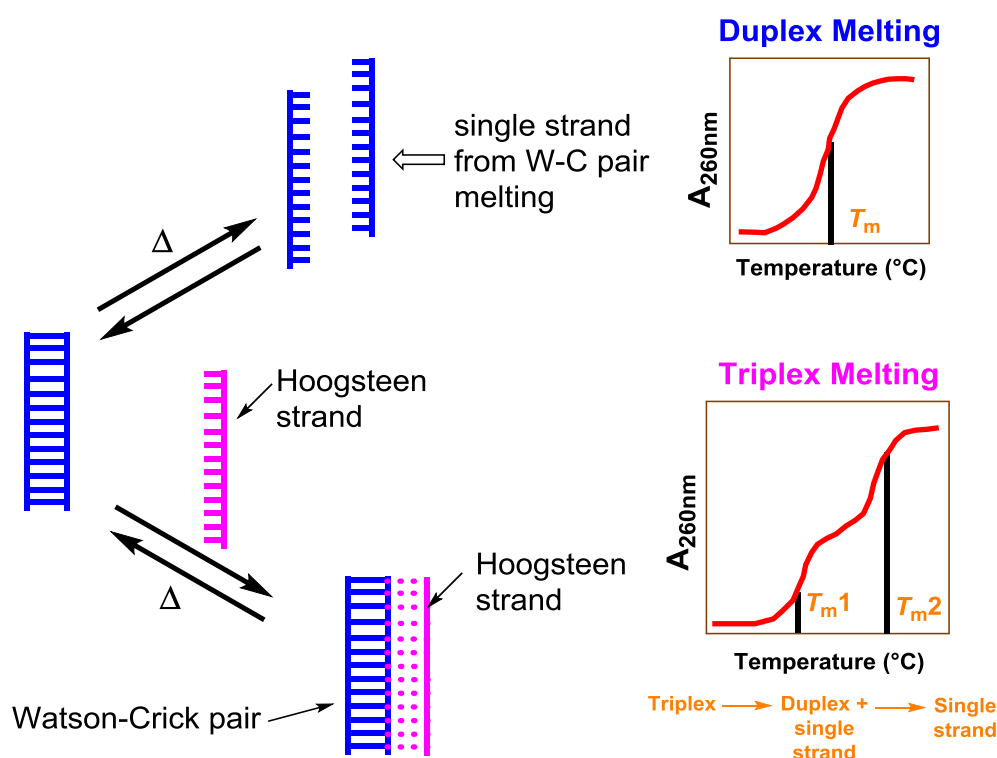 Duplex Melting
single strand
from W-C pair
melting
A260nm
Tm
Temperature (°C)
Δ
Hoogsteen
strand
Triplex Melting
A260nm
Tm1
Tm2
Temperature (°C)
Δ
Hoogsteen
strand
Watson-Crick pair
Triplex
Duplex +
single
strand
Single
strand